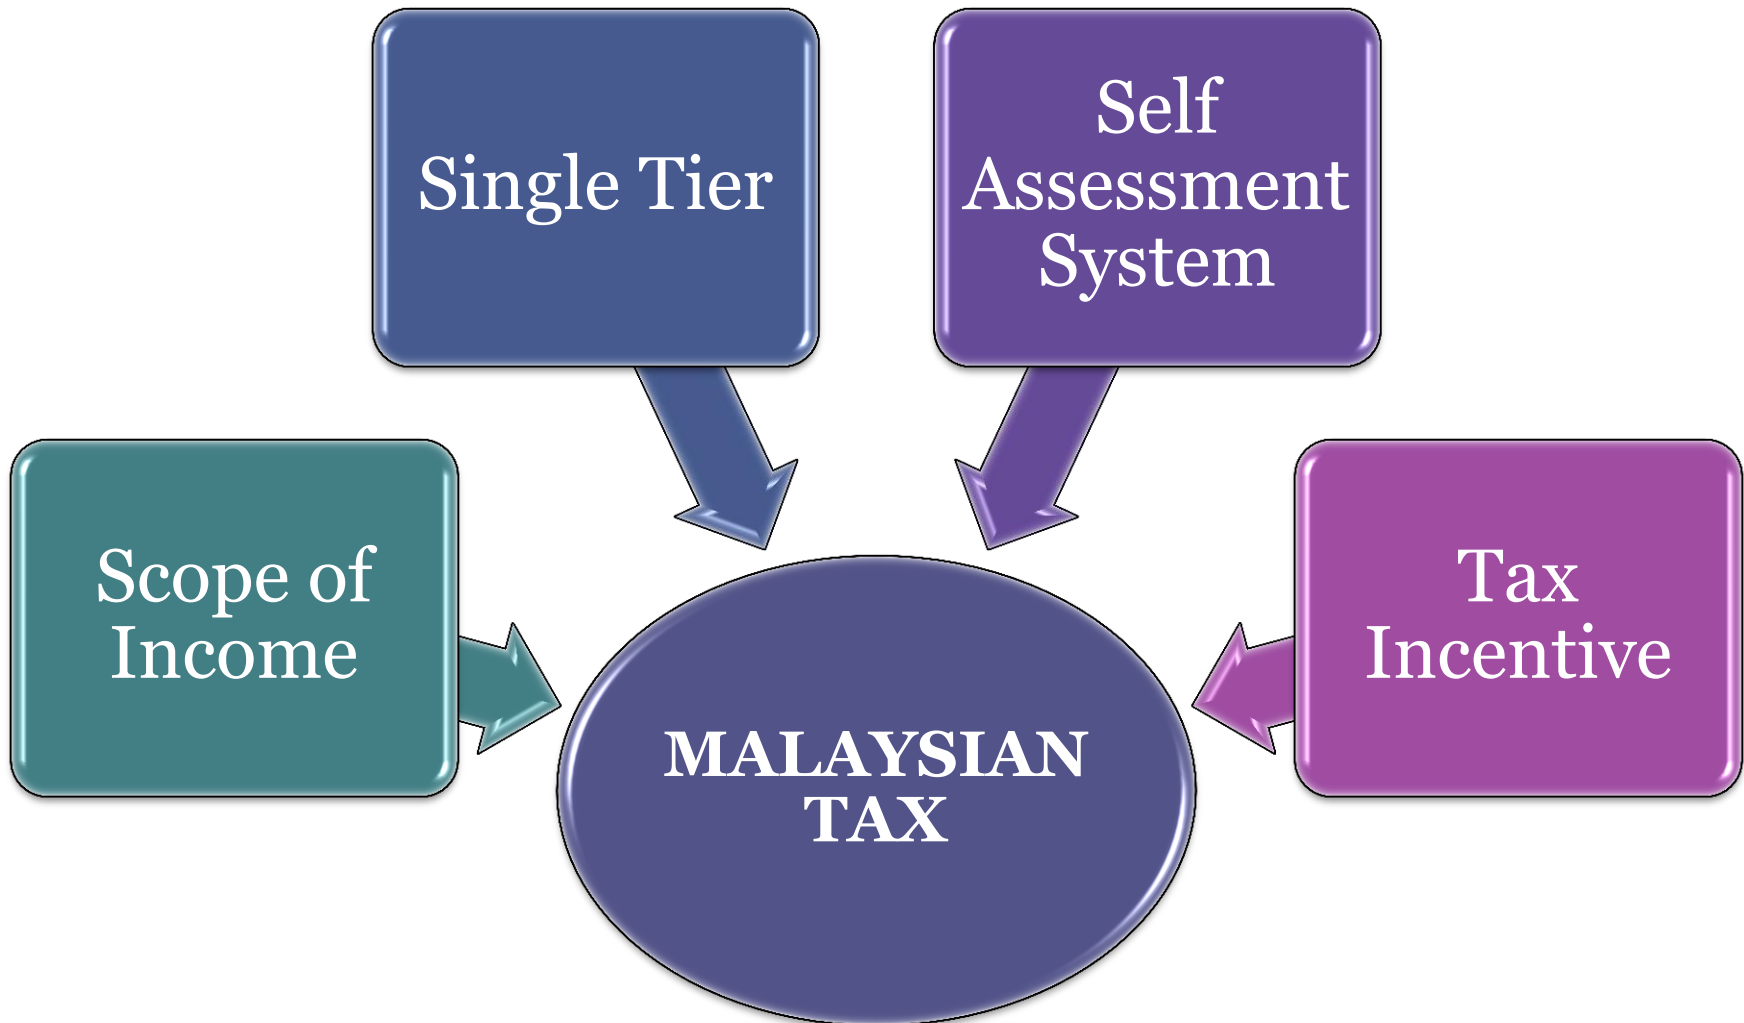 Single Tier
Self
Assessment
System
Scope of
Income
Tax
Incentive
MALAYSIAN
TAX